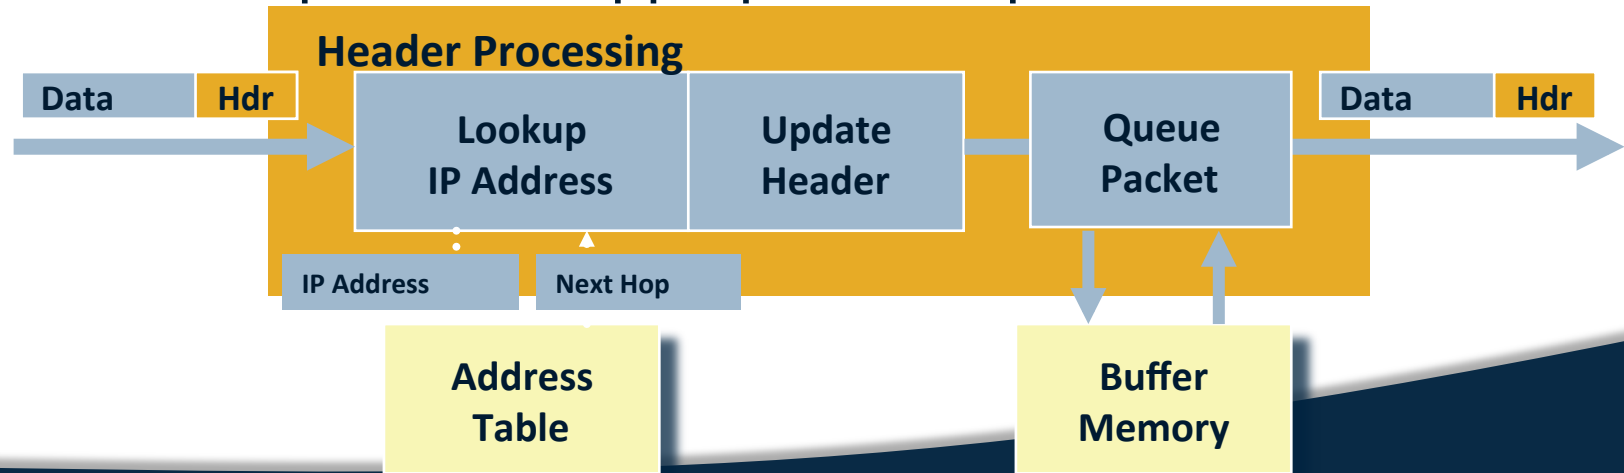 Header Processing
Data Hdr
Lookup
IP Address
Update
Header
Queue
Packet
Data Hdr
IP Address
Next Hop
Address
Table
Buffer
Memory